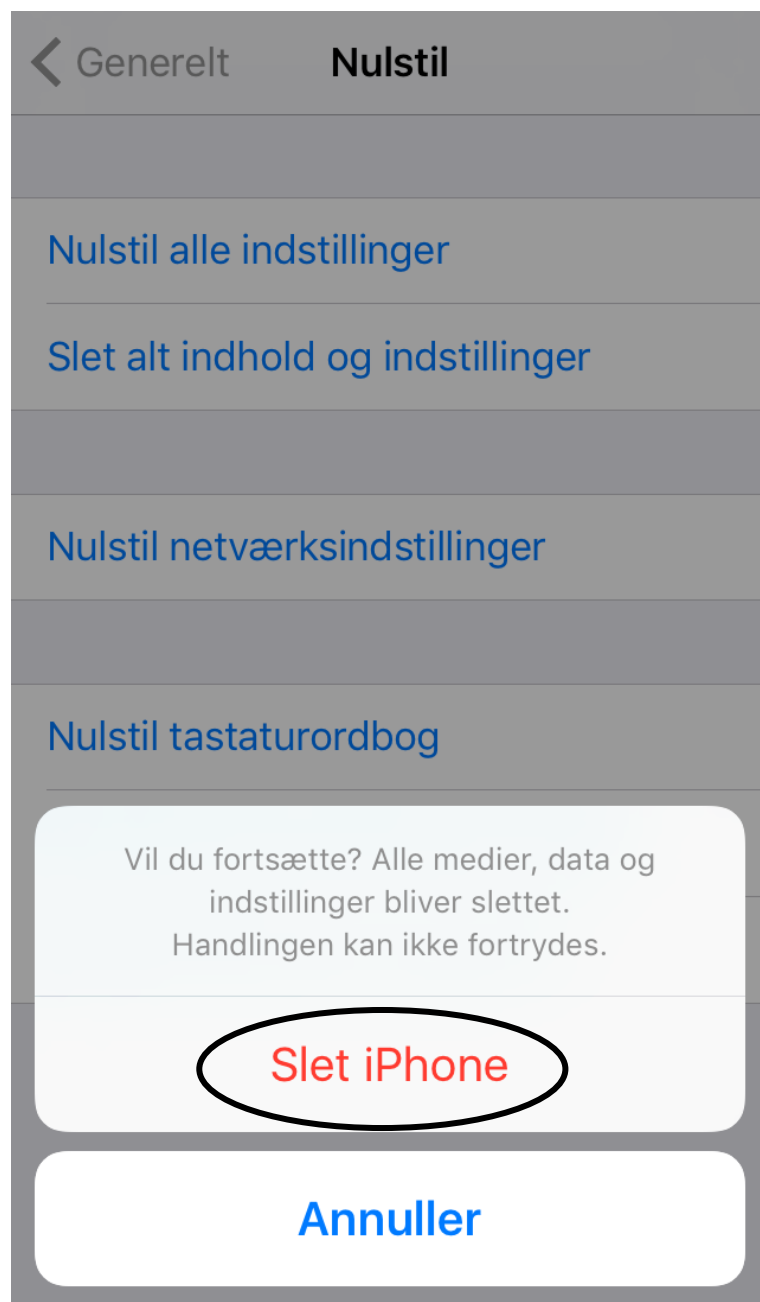 Generelt Nulstil
Nulstil alle indstillinger
Slet alt indhold og indstillinger
Nulstil netværksindstillinger
Nulstil tastaturordbog
Vil du fortsætte? Alle medier, data og
indstillinger bliver slettet.
Handlingen kan ikke fortrydes.
Slet iPhone
Annuller